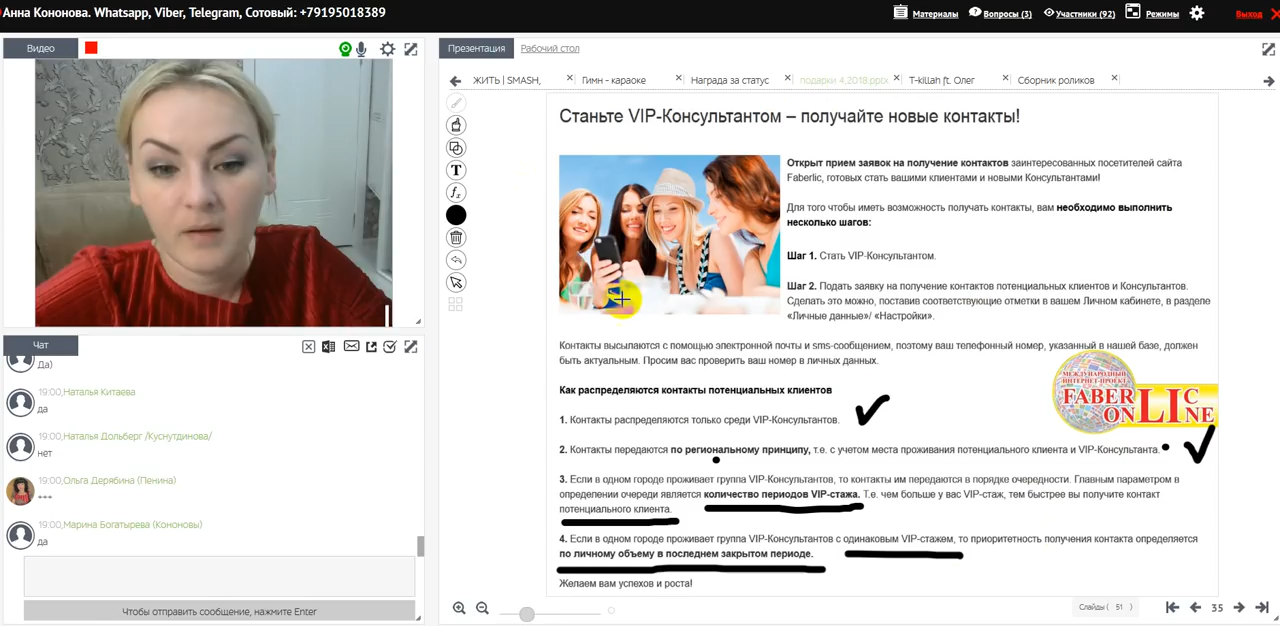 Анна Кононова. Whatsapp, Viber, Telegram, Сотовый: +79195018389
Материалы
Вопросы (3)
Участники (92)
Режимы
Выход
Видео
Презентация
Рабочий стол
ЖИТЬ | SMASH,
Гимн - караоке
Награда за статус
подарки 4,2018.pptx
T-killah ft. Олег
Сборник роликов
Станьте VIP-Консультантом – получайте новые контакты!
Открыт прием заявок на получение контактов заинтересованных посетителей сайта
Faberlic, готовых стать вашими клиентами и новыми Консультантами!
Для того чтобы иметь возможность получать контакты, вам необходимо выполнить
несколько шагов:
Шаг 1. Стать VIP-Консультантом.
Шаг 2. Подать заявку на получение контактов потенциальных клиентов и Консультантов.
Сделать это можно, поставив соответствующие отметки в вашем Личном кабинете, в разделе
«Личные данные»/ «Настройки».
Контакты высылаются с помощью электронной почты и sms-сообщением, поэтому ваш телефонный номер, указанный в нашей базе, должен
быть актуальным. Просим вас проверить ваш номер в личных данных.
Как распределяются контакты потенциальных клиентов
1. Контакты распределяются только среди VIP-Консультантов.
2. Контакты передаются по региональному принципу, т.е. с учетом места проживания потенциального клиента и VIP-Консультанта.
3. Если в одном городе проживает группа VIP-Консультантов, то контакты им передаются в порядке очередности. Главным параметром в
определении очереди является количество периодов VIP-стажа. Т.е. чем больше у вас VIP-стаж, тем быстрее вы получите контакт
потенциального клиента.
4. Если в одном городе проживает группа VIP-Консультантов с одинаковым VIP-стажем, то приоритетность получения контакта определяется
по личному объему в последнем закрытом периоде.
Желаем вам успехов и роста!
МЕЖДУНАРОДНЫЙ
ИНТЕРНЕТ-ПРОЕКТ
FABERLIC
ONLINE
Чат
Да)
19:00,Наталья Китаева
да
19:00,Наталья Дольберг /Куснутдинова/
нет
19:00,Ольга Дерябина (Пенина)
+++
19:00,Марина Богатырева (Кононовы)
да
Чтобы отправить сообщение, нажмите Enter
Слайды ( 51 )
35